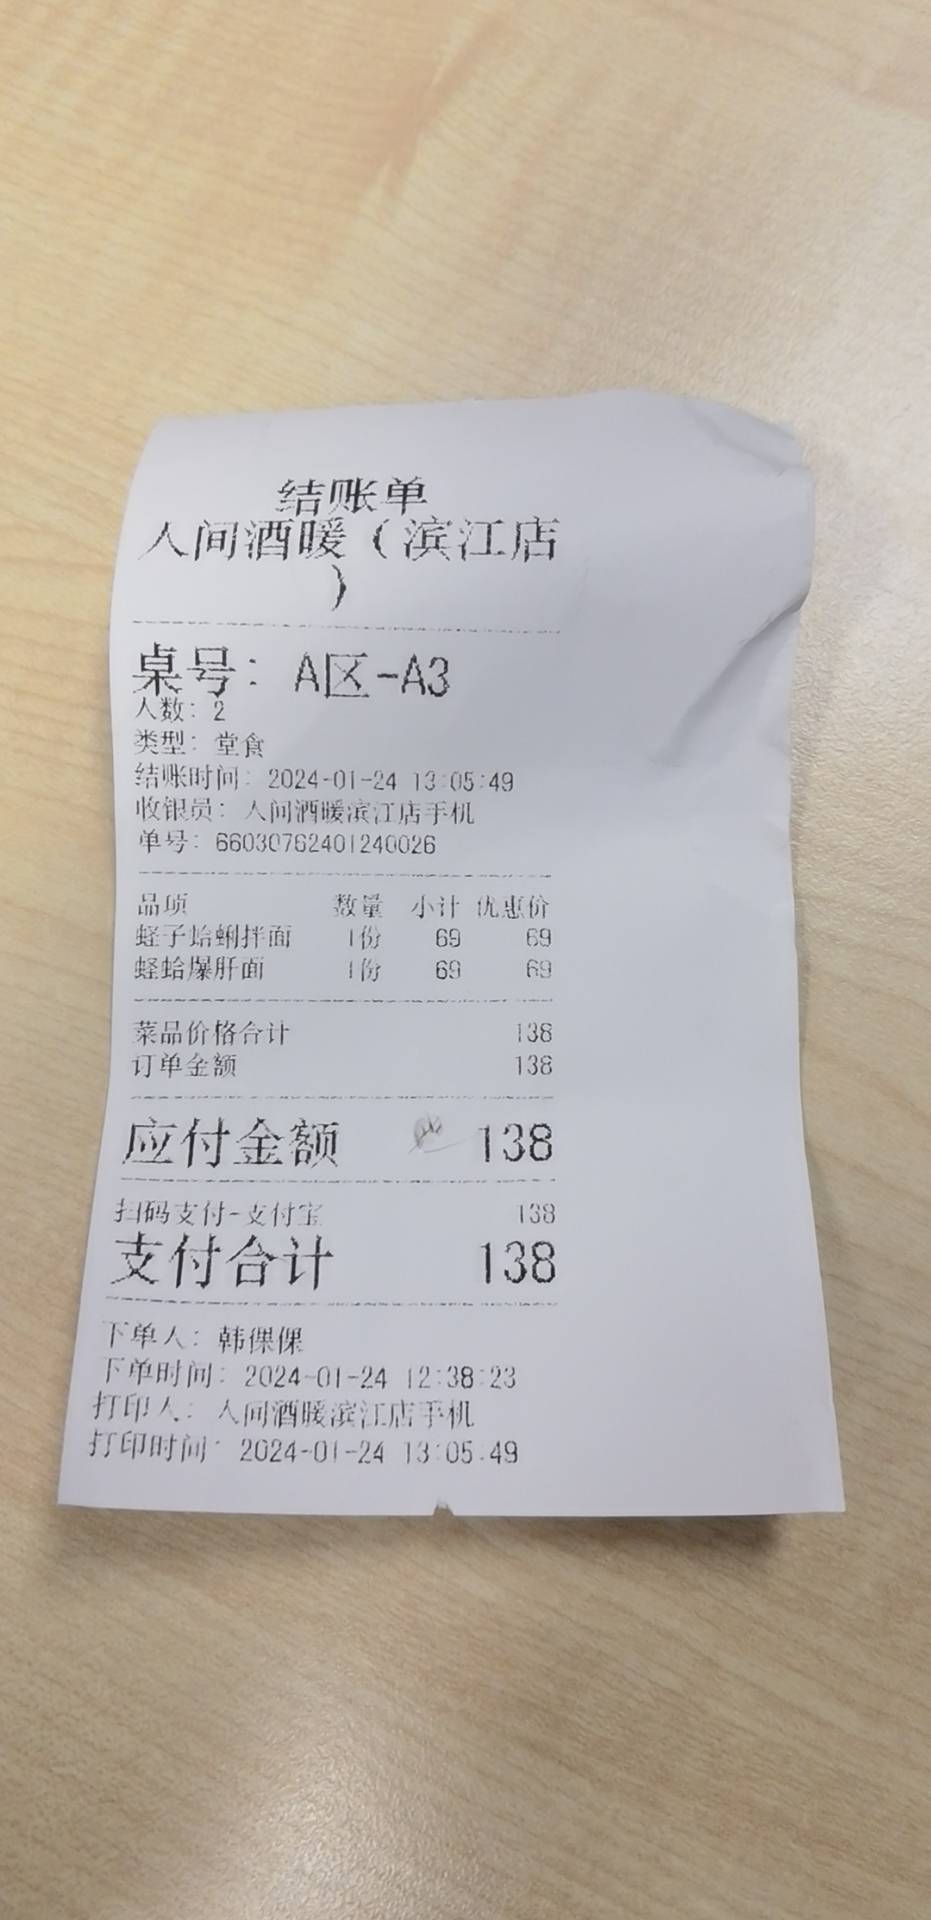 结账单
人间酒暖（滨江店
）
桌号：A区-A3
人数：2
类型：堂食
结账时间：2024-01-24 13:05:49
收银员：人间酒暖滨江店手机
单号：66030762401240026
品项 数量 小计 优惠价
蛏子蛤蜊拌面 1份 69 69
蛏蛤爆肝面 1份 69 69
菜品价格合计 138
订单金额 138
应付金额 138
扫码支付-支付宝 138
支付合计 138
下单人：韩倮倮
下单时间：2024-01-24 12:38:23
打印人：人间酒暖滨江店手机
打印时间：2024-01-24 13:05:49